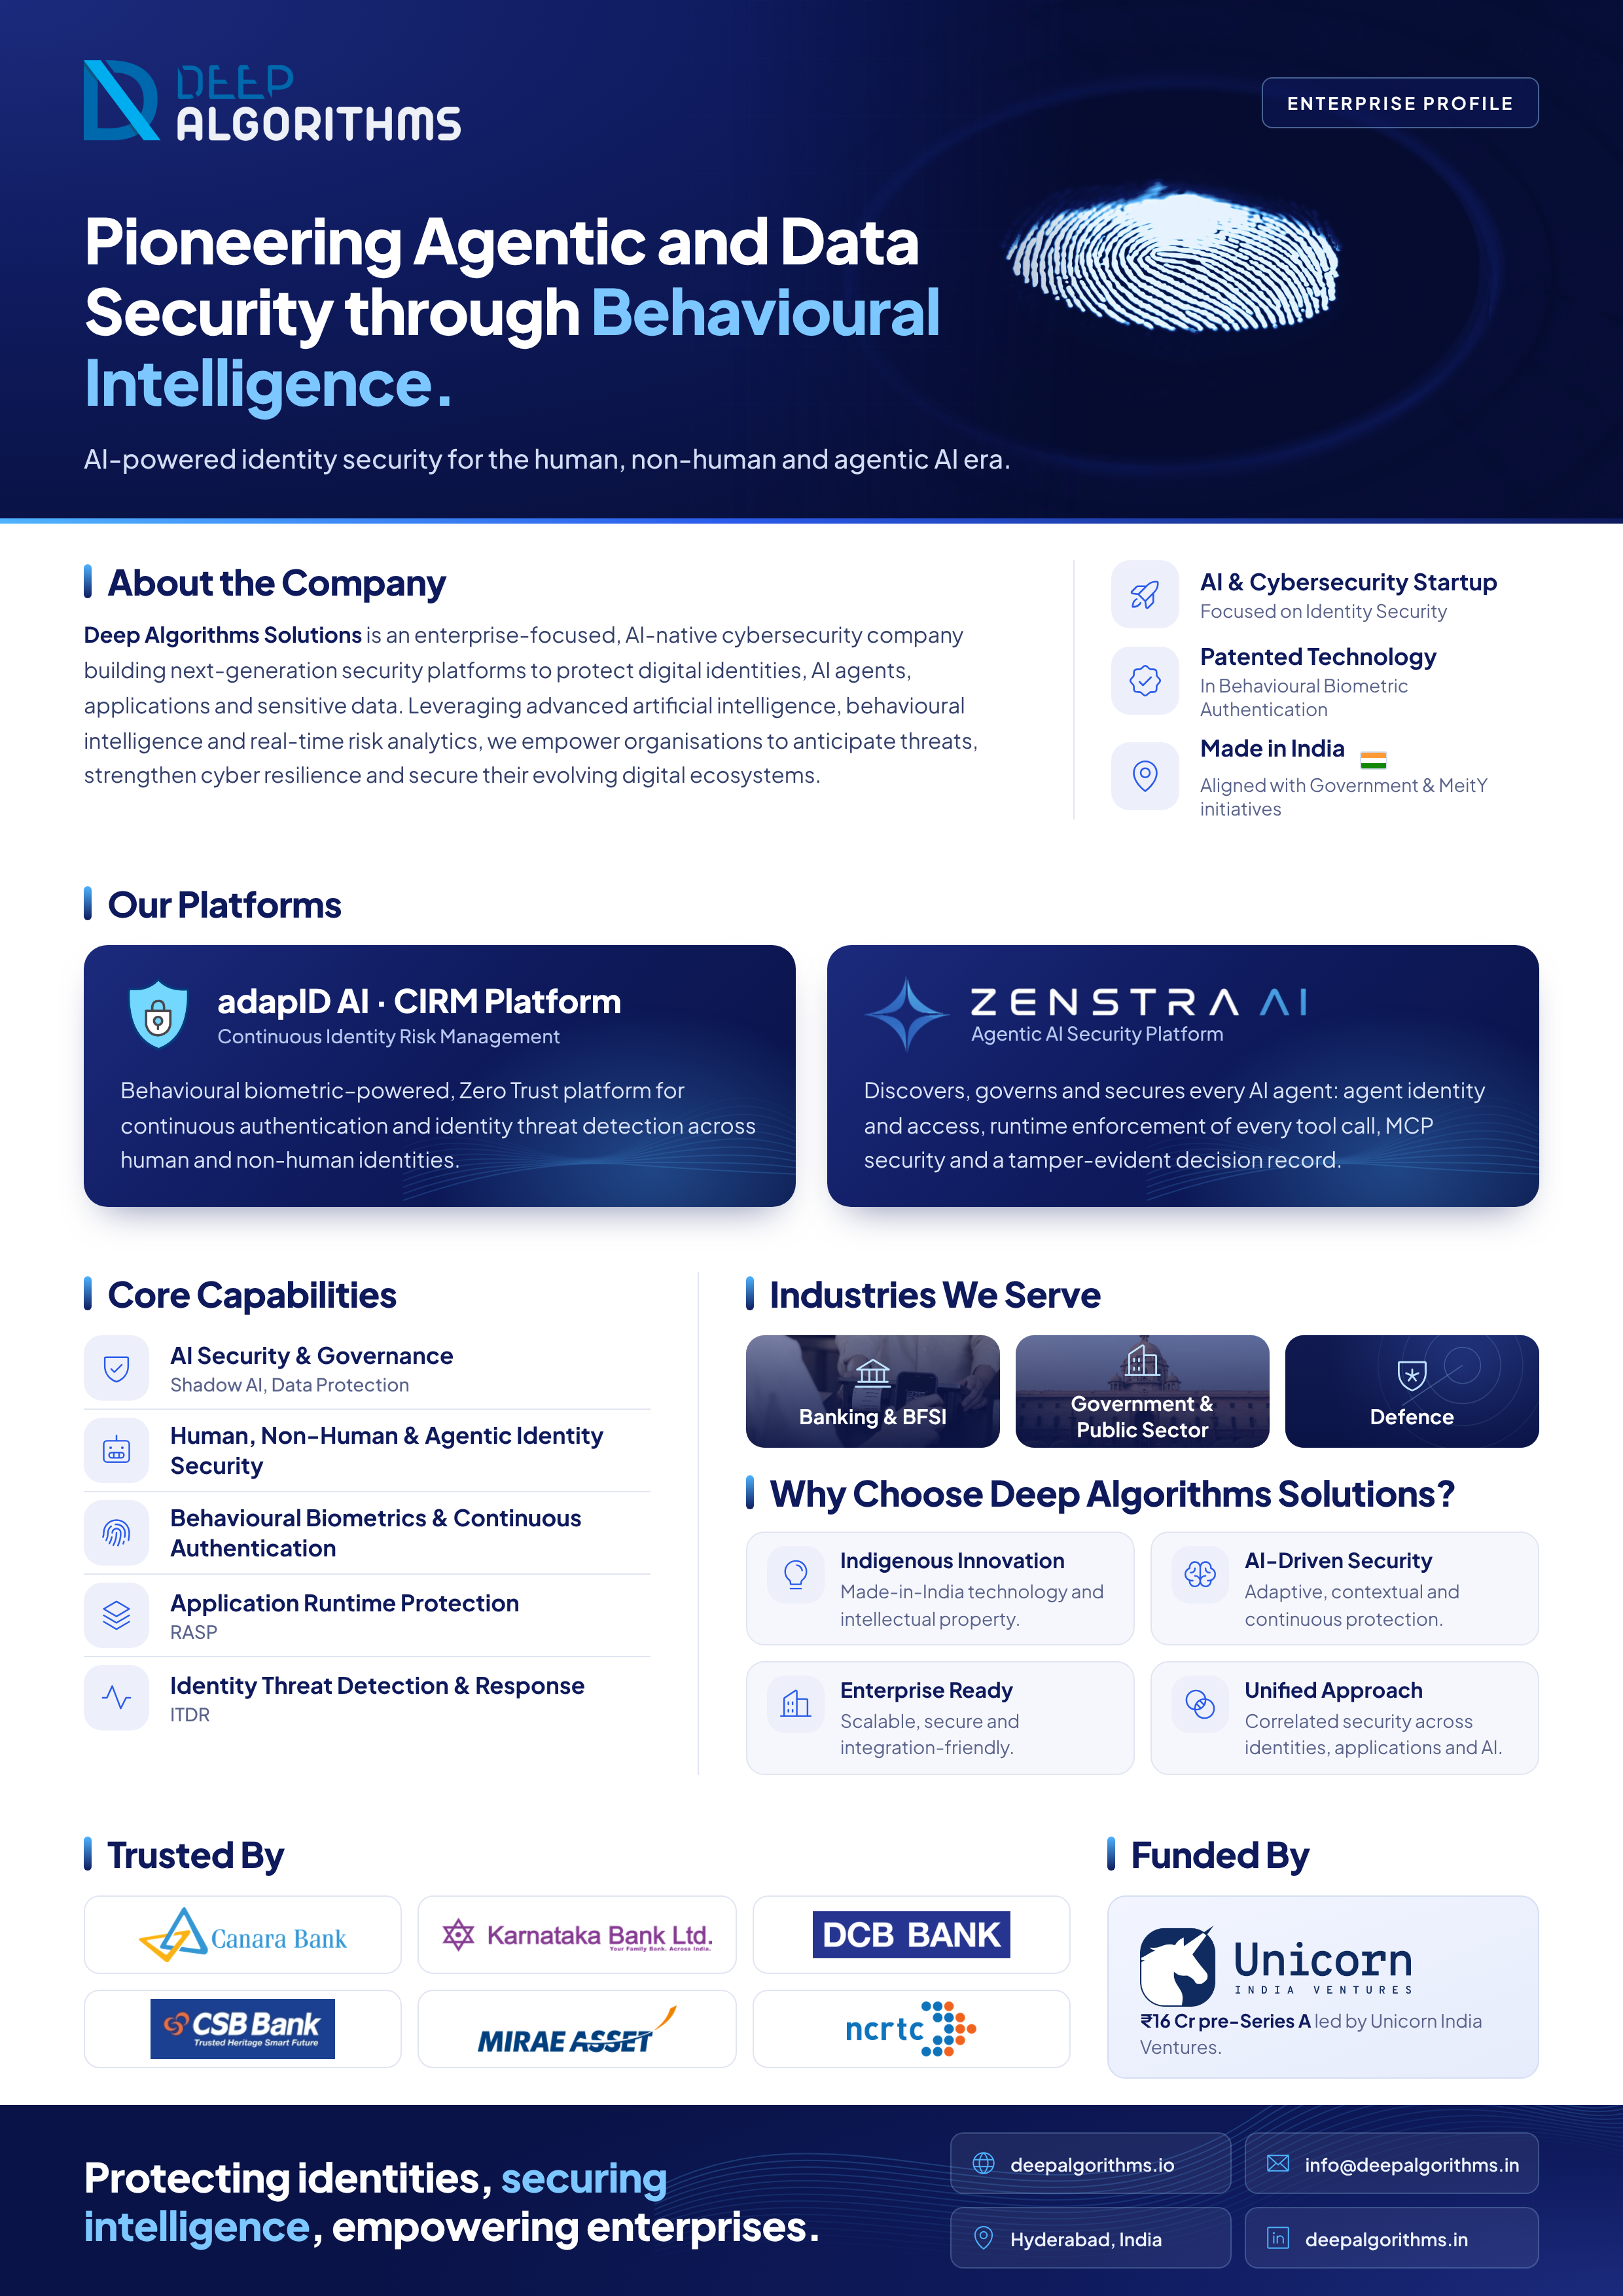 DEEP
ALGORITHMS
ENTERPRISE PROFILE
Pioneering Agentic and Data
Security through Behavioural
Intelligence.
AI-powered identity security for the human, non-human and agentic AI era.
About the Company
Deep Algorithms Solutions is an enterprise-focused, AI-native cybersecurity company
building next-generation security platforms to protect digital identities, AI agents,
applications and sensitive data. Leveraging advanced artificial intelligence, behavioural
intelligence and real-time risk analytics, we empower organisations to anticipate threats,
strengthen cyber resilience and secure their evolving digital ecosystems.
AI & Cybersecurity Startup
Focused on Identity Security
Patented Technology
In Behavioural Biometric
Authentication
Made in India
Aligned with Government & MeitY
initiatives
Our Platforms
adapID AI · CIRM Platform
Continuous Identity Risk Management
Behavioural biometric-powered, Zero Trust platform for
continuous authentication and identity threat detection across
human and non-human identities.
ZENSTRA AI
Agentic AI Security Platform
Discovers, governs and secures every AI agent: agent identity
and access, runtime enforcement of every tool call, MCP
security and a tamper-evident decision record.
Core Capabilities
AI Security & Governance
Shadow AI, Data Protection
Human, Non-Human & Agentic Identity
Security
Behavioural Biometrics & Continuous
Authentication
Application Runtime Protection
RASP
Identity Threat Detection & Response
ITDR
Industries We Serve
Banking & BFSI
Government &
Public Sector
Defence
Why Choose Deep Algorithms Solutions?
Indigenous Innovation
Made-in-India technology and
intellectual property.
AI-Driven Security
Adaptive, contextual and
continuous protection.
Enterprise Ready
Scalable, secure and
integration-friendly.
Unified Approach
Correlated security across
identities, applications and AI.
Trusted By
Canara Bank
Karnataka Bank Ltd.
Your Family Bank. Across India.
DCB BANK
CSB Bank
Trusted Heritage Smart Future
MIRAE ASSET
ncrtc
Funded By
Unicorn
INDIA VENTURES
₹16 Cr pre-Series A led by Unicorn India
Ventures.
Protecting identities, securing
intelligence, empowering enterprises.
deepalgorithms.io
info@deepalgorithms.in
Hyderabad, India
in deepalgorithms.in